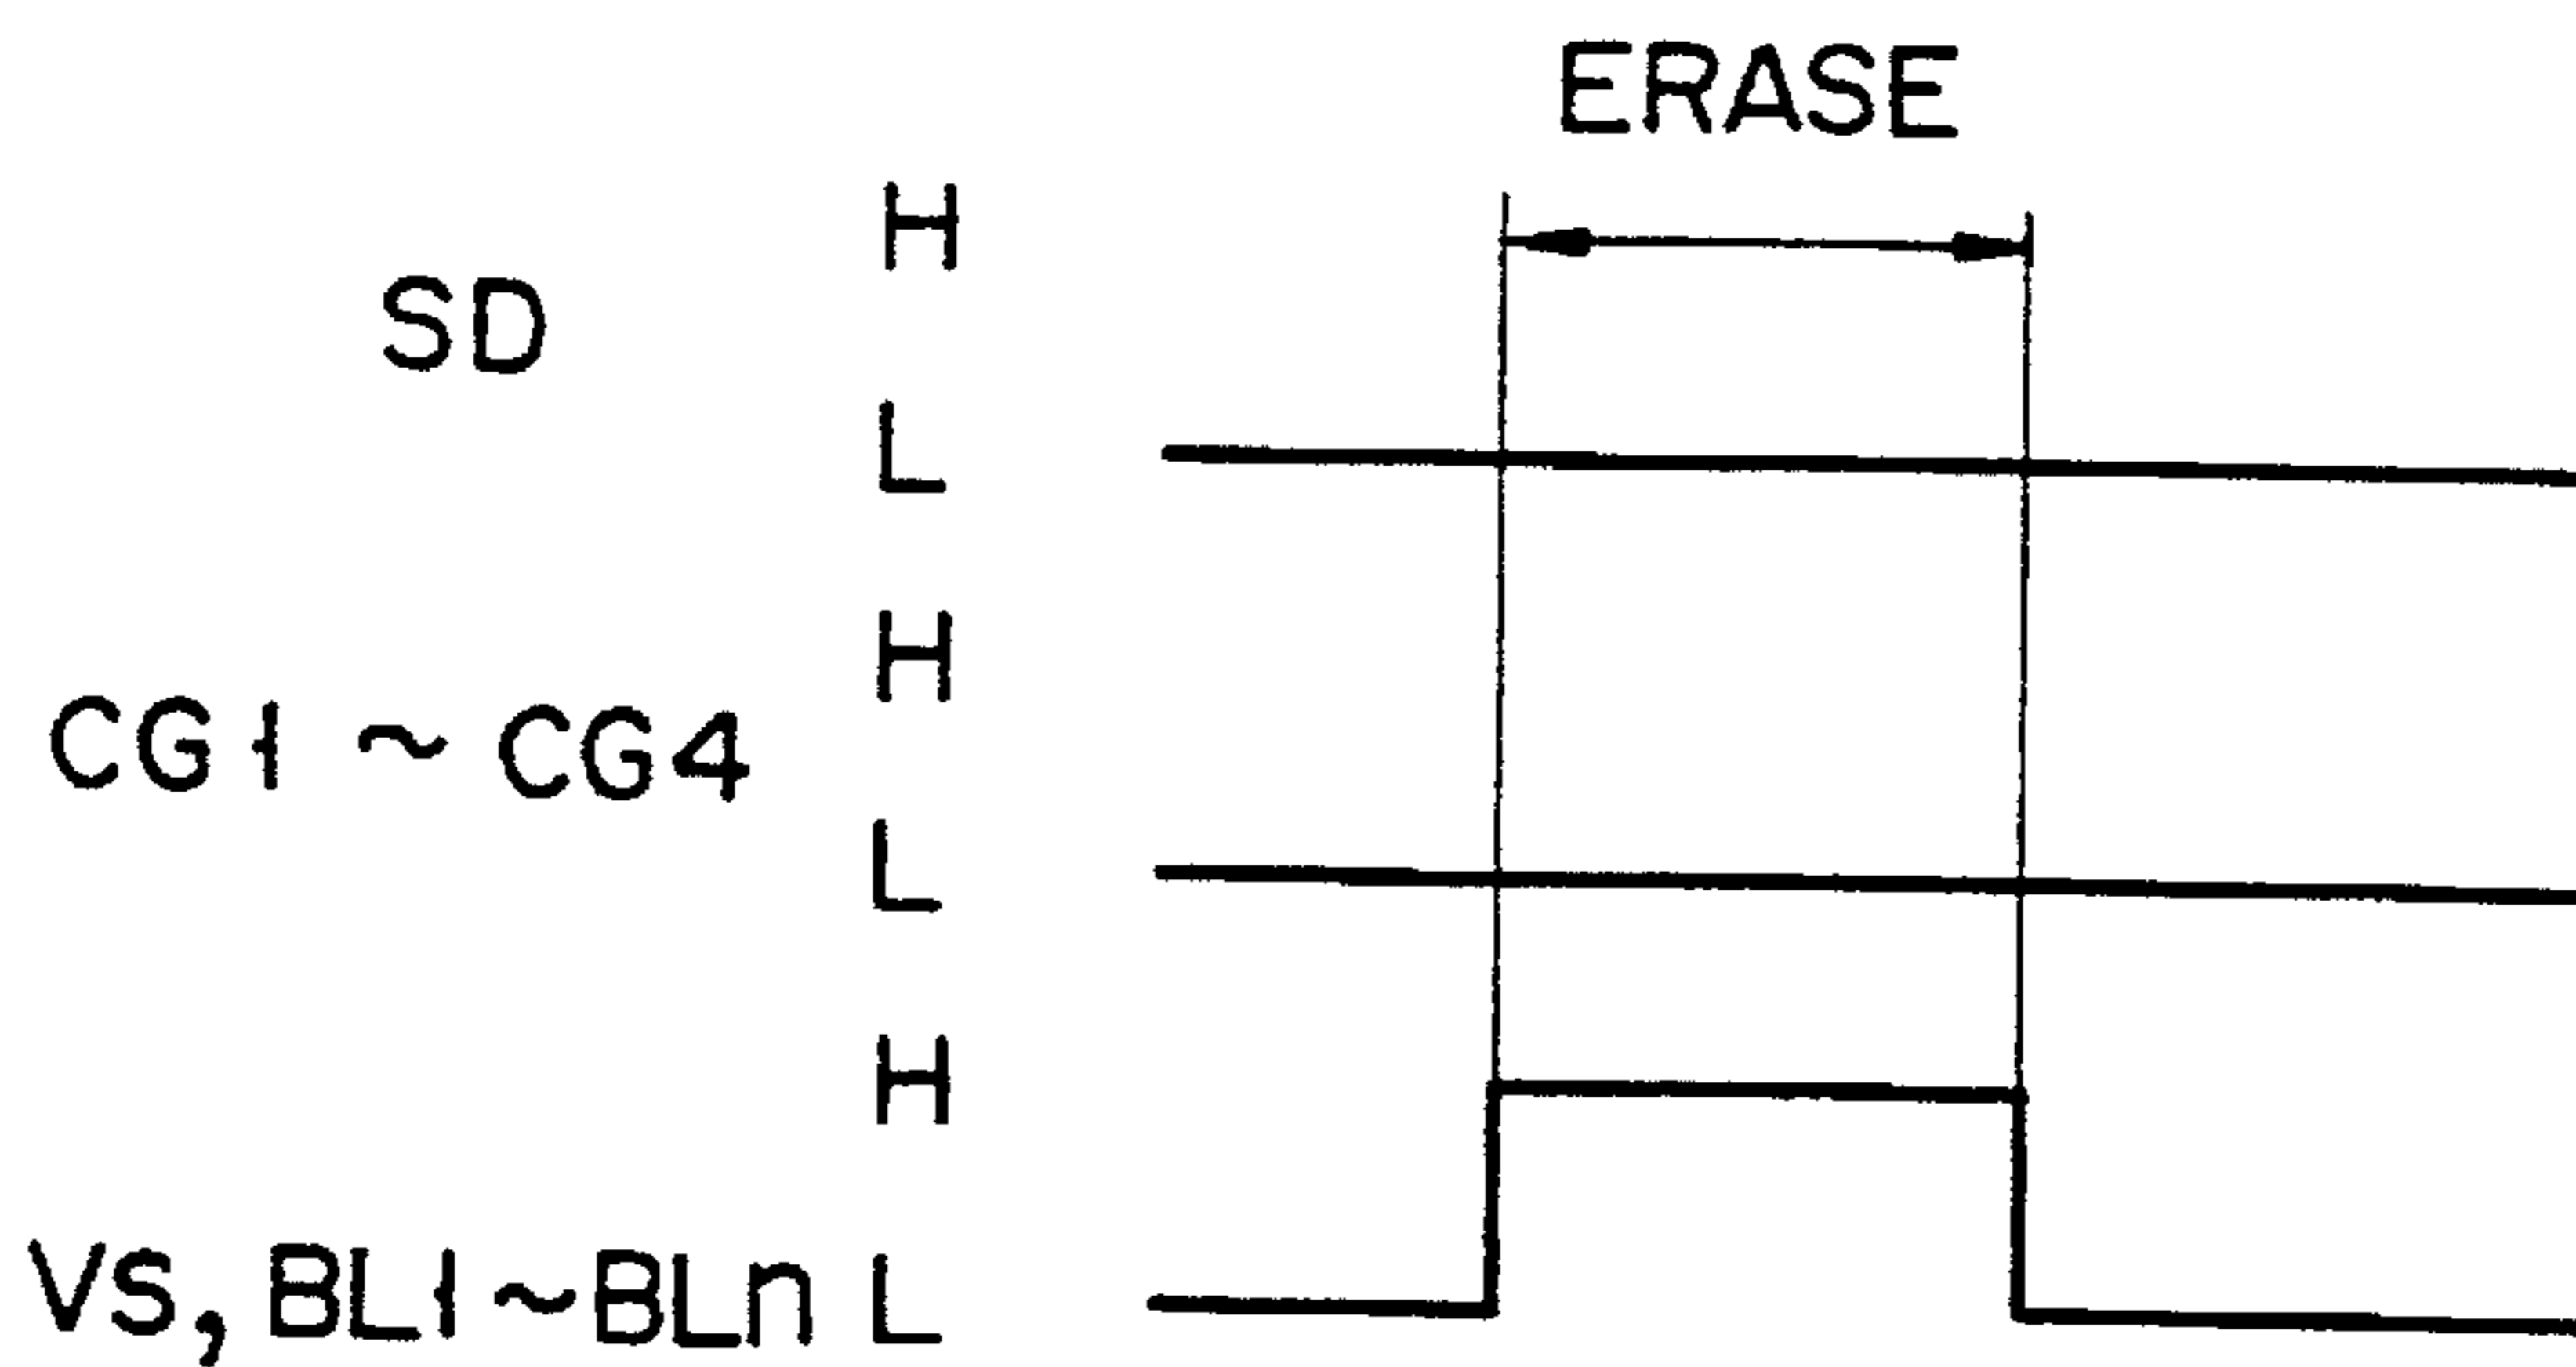 ERASE
H
SD
L
H
CG1 ~ CG4
L
H
VS, BL1~BLn L